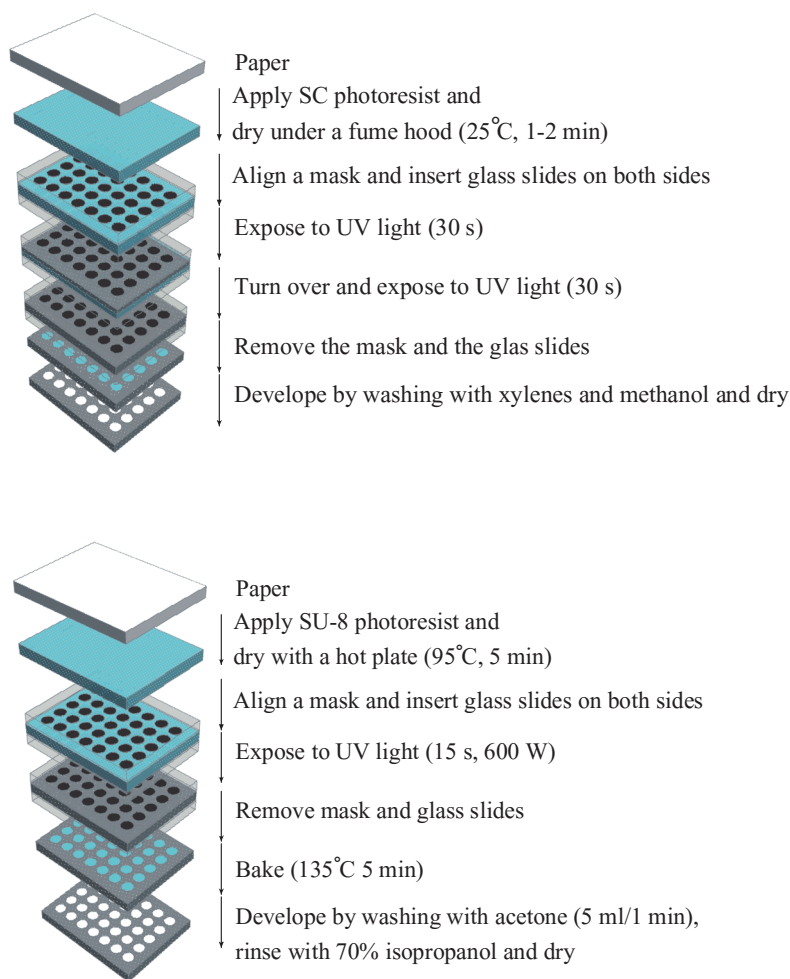 Paper
Apply SC photoresist and
dry under a fume hood (25°C, 1-2 min)
Align a mask and insert glass slides on both sides
Expose to UV light (30 s)
Turn over and expose to UV light (30 s)
Remove the mask and the glas slides
Develope by washing with xylenes and methanol and dry
Paper
Apply SU-8 photoresist and
dry with a hot plate (95°C, 5 min)
Align a mask and insert glass slides on both sides
Expose to UV light (15 s, 600 W)
Remove mask and glass slides
Bake (135°C 5 min)
Develope by washing with acetone (5 ml/1 min),
rinse with 70% isopropanol and dry